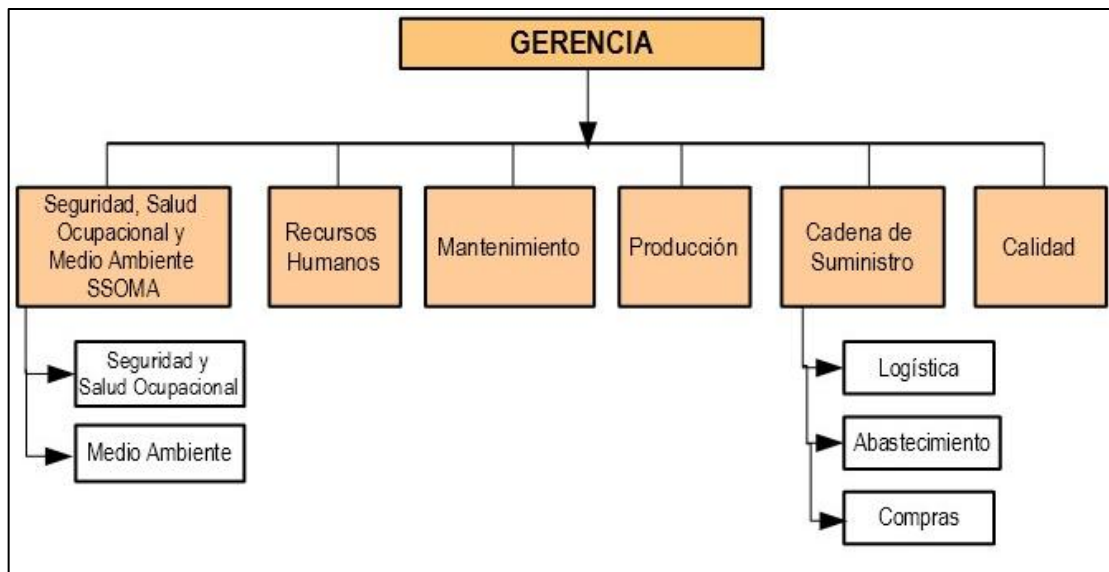 GERENCIA
Seguridad, Salud
Ocupacional y
Medio Ambiente
SSOMA
Recursos
Humanos
Mantenimiento
Producción
Cadena de
Suministro
Calidad
Seguridad y
Salud Ocupacional
Medio Ambiente
Logística
Abastecimiento
Compras